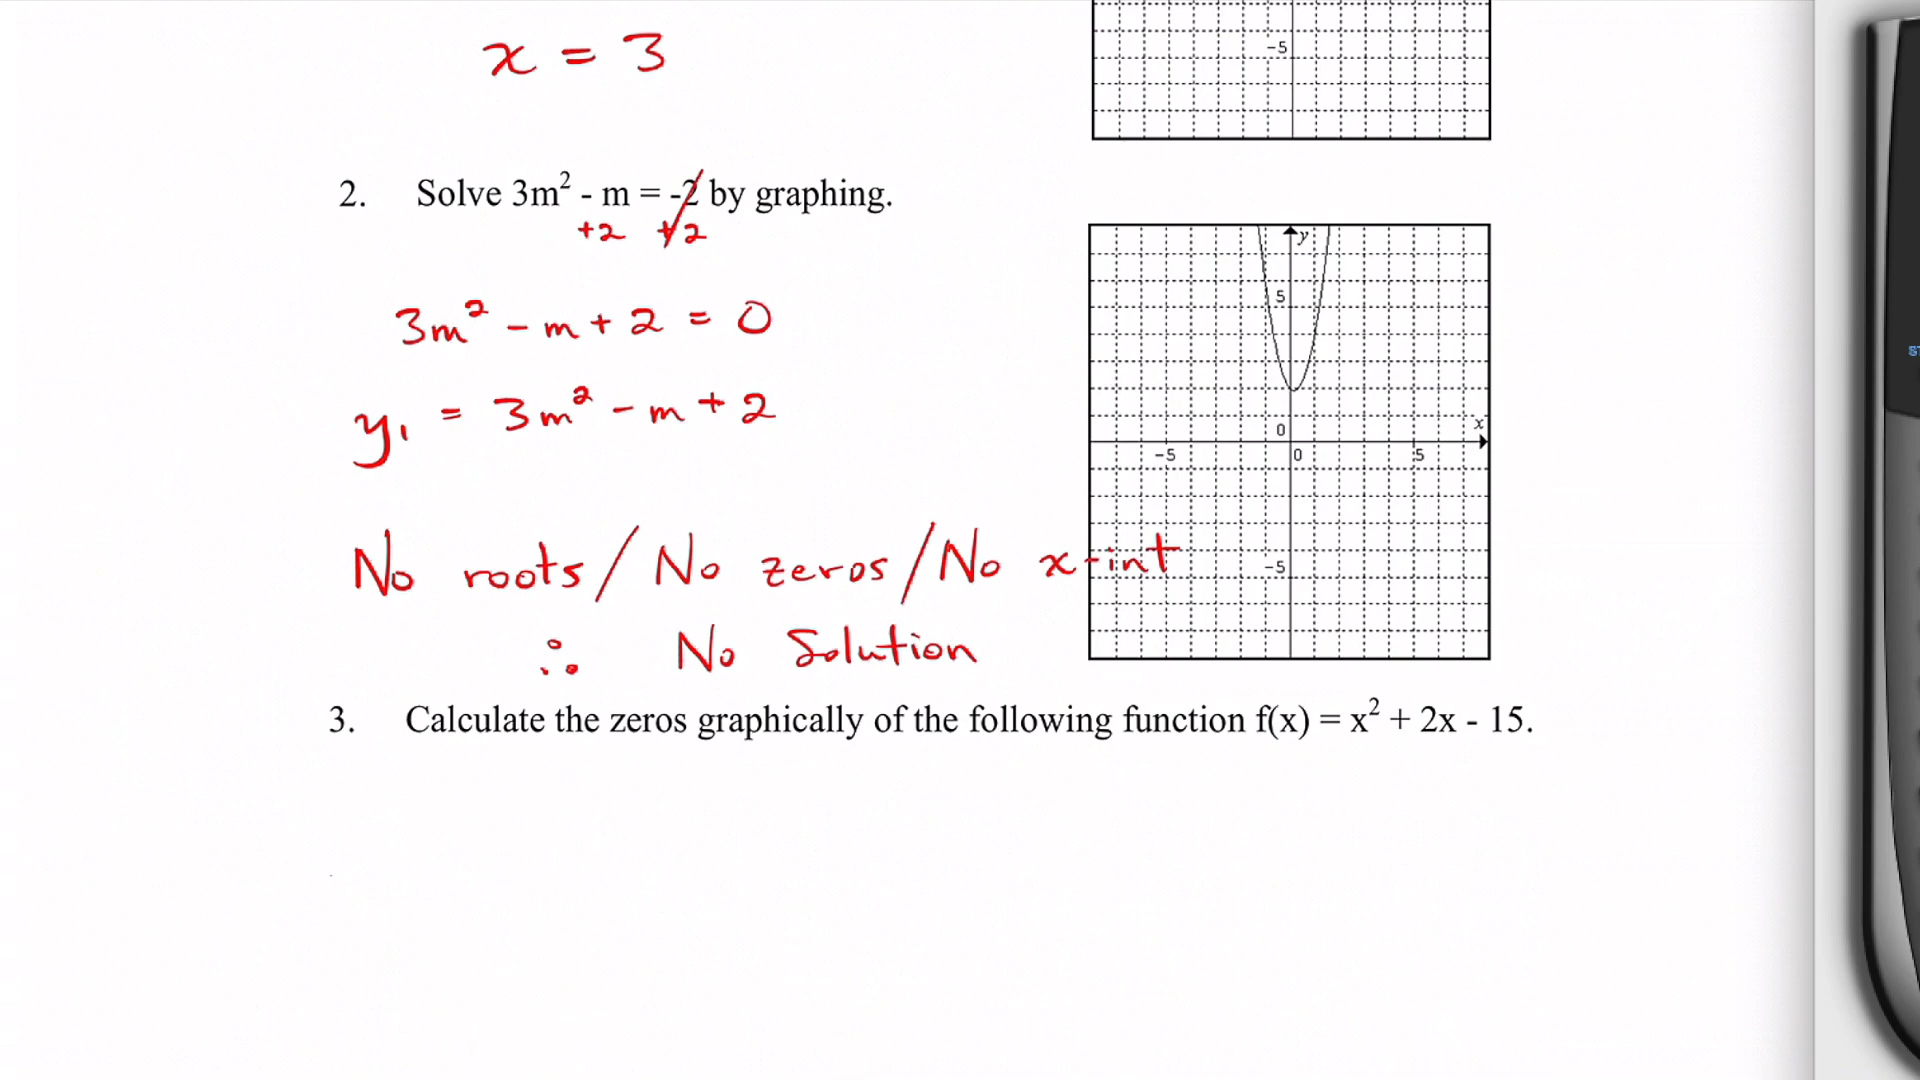 x = 3
-5
2. Solve 3m² - m = -2 by graphing.
+2 +2
3m² - m + 2 = 0
y₁ = 3m² - m + 2
y
5
0
x
-5
0
5
-5
No roots / No zeros / No x-int
∴ No Solution
3. Calculate the zeros graphically of the following function f(x) = x² + 2x - 15.